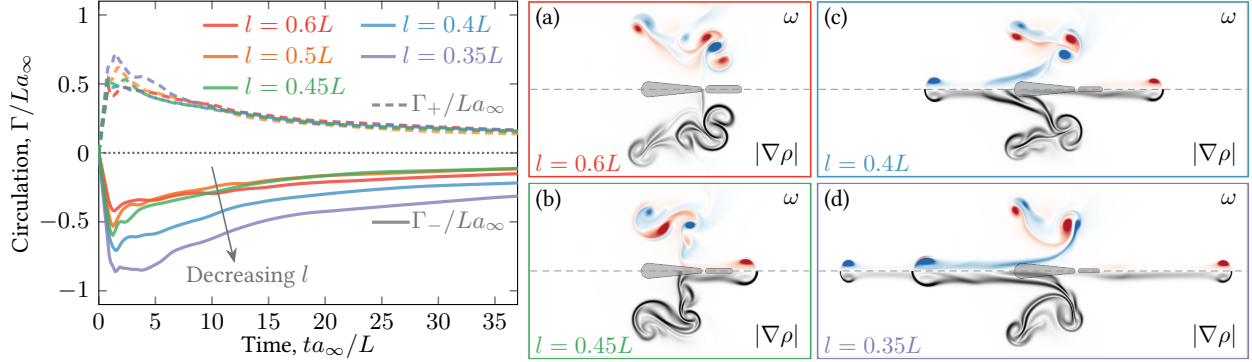 Circulation, Γ/La∞
1
0.5
0
−0.5
−1
l = 0.6L
l = 0.4L
l = 0.5L
l = 0.35L
l = 0.45L
Γ+/La∞
Γ−/La∞
Decreasing l
0
5
10
15
20
25
30
35
Time, ta∞/L
(a)
ω
l = 0.6L
|∇ρ|
(c)
ω
l = 0.4L
|∇ρ|
(b)
ω
l = 0.45L
|∇ρ|
(d)
ω
l = 0.35L
|∇ρ|